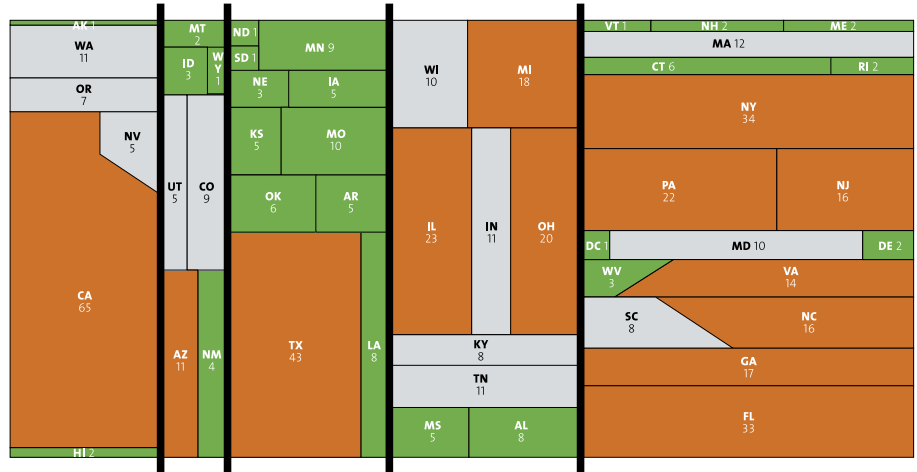 AK 1
WA
11
OR
7
NV
5
CA
65
HI 2
MT
2
ID
3
W
Y
1
UT
5
CO
9
AZ
11
NM
4
ND 1
SD 1
MN 9
NE
3
IA
5
KS
5
MO
10
OK
6
AR
5
TX
43
LA
8
WI
10
MI
18
IL
23
IN
11
OH
20
KY
8
TN
11
MS
5
AL
8
VT 1
NH 2
ME 2
MA 12
CT 6
RI 2
NY
34
PA
22
NJ
16
DC 1
MD 10
DE 2
WV
3
VA
14
SC
8
NC
16
GA
17
FL
33